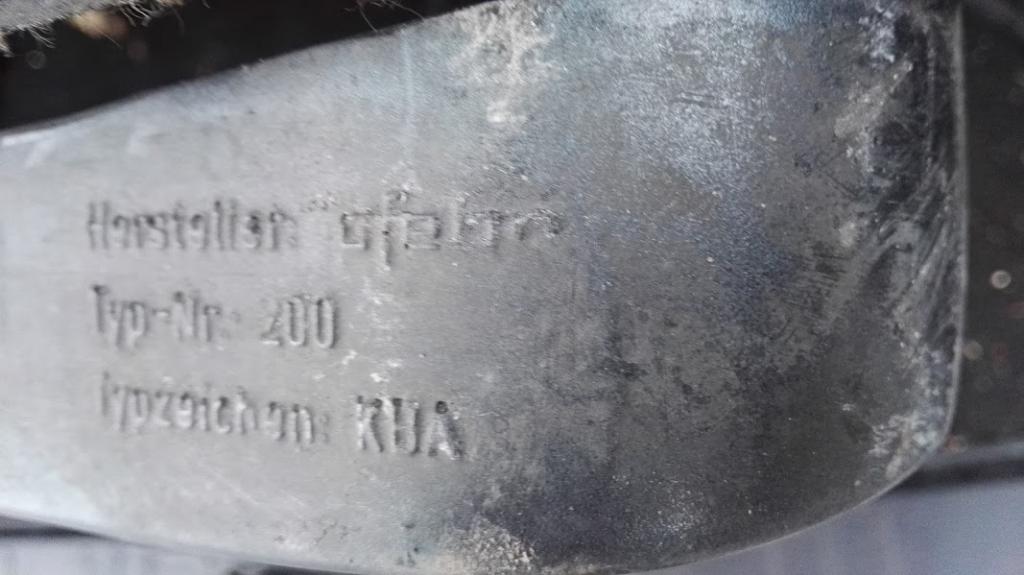 Hersteller:
Typ-Nr.: 200
Typzeichen: KBA